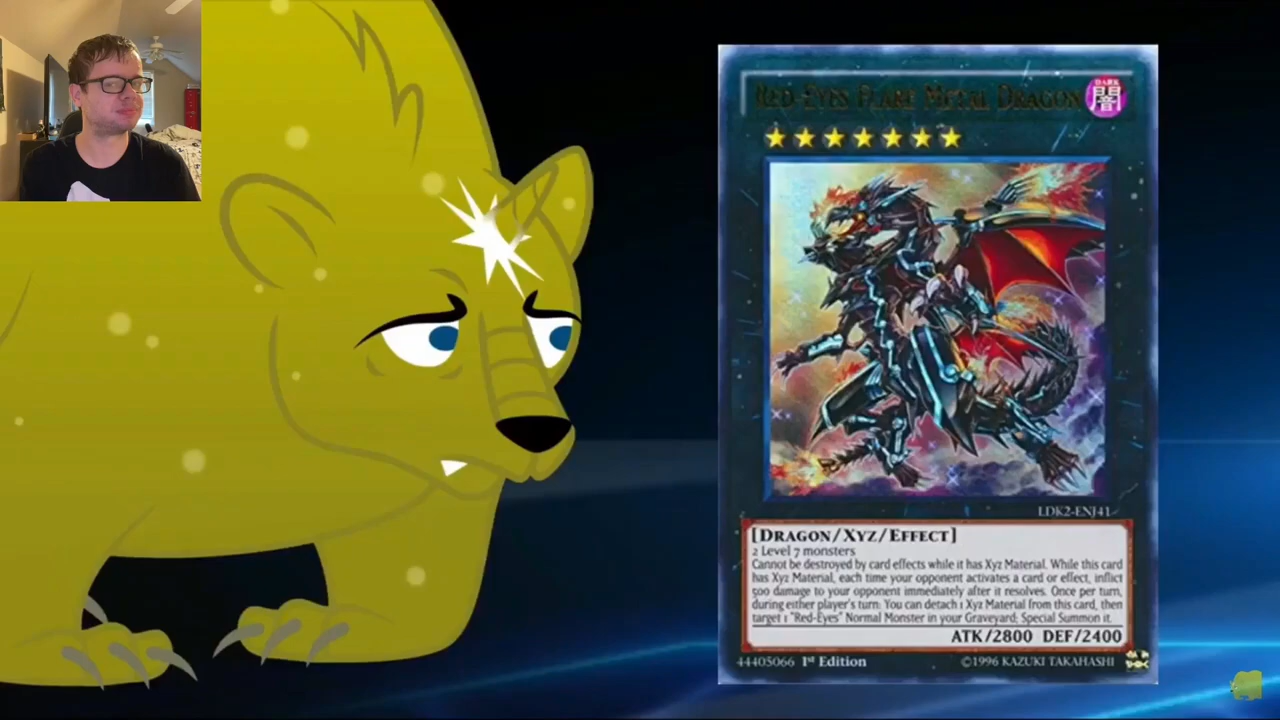 RED-EYES FLARE METAL DRAGON
DARK
闇
LDK2-ENJ41
[DRAGON/XYZ/EFFECT]
2 Level 7 monsters
Cannot be destroyed by card effects while it has Xyz Material. While this card
has Xyz Material, each time your opponent activates a card or effect, inflict
500 damage to your opponent immediately after it resolves. Once per turn,
during either player's turn: You can detach 1 Xyz Material from this card, then
target 1 "Red-Eyes" Normal Monster in your Graveyard; Special Summon it.
ATK/2800 DEF/2400
44405066 1st Edition ©1996 KAZUKI TAKAHASHI